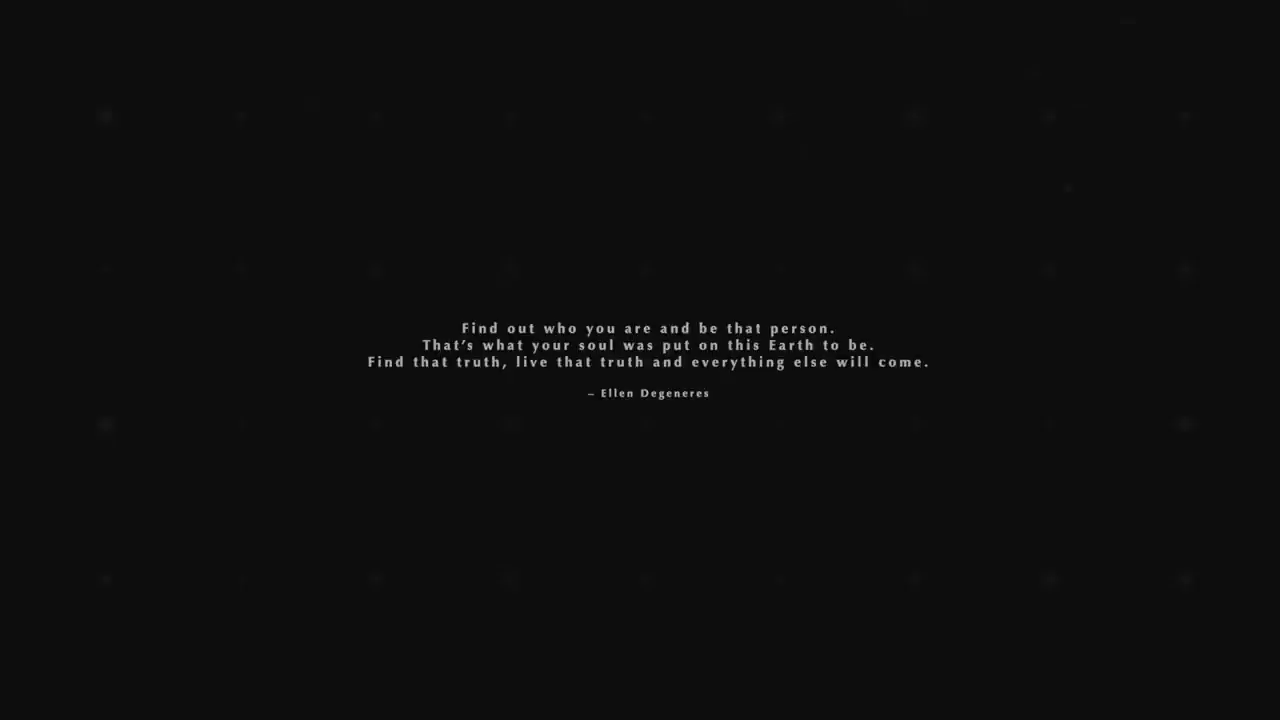 Find out who you are and be that person.
That’s what your soul was put on this Earth to be.
Find that truth, live that truth and everything else will come.
– Ellen Degeneres